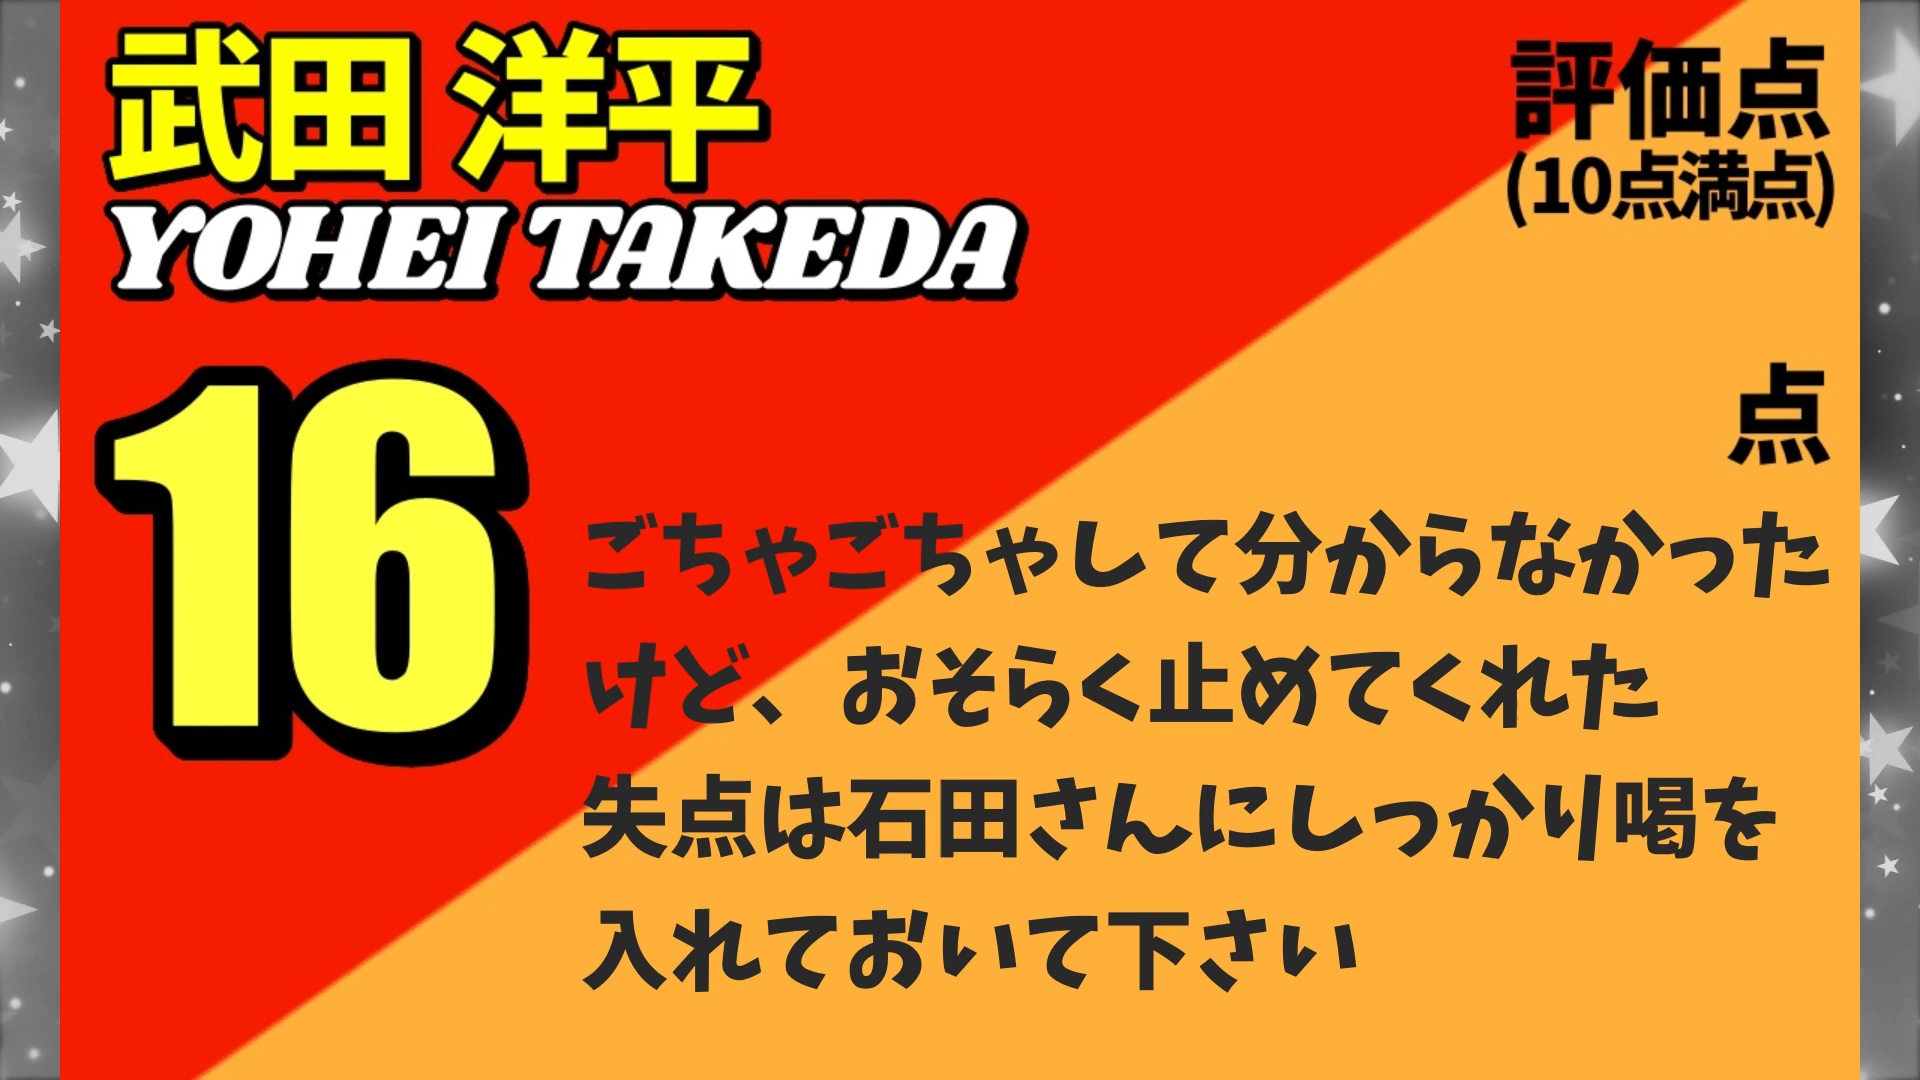 武田 洋平
YOHEI TAKEDA
16
評価点
(10点満点)
点
ごちゃごちゃして分からなかった
けど、おそらく止めてくれた
失点は石田さんにしっかり喝を
入れておいて下さい